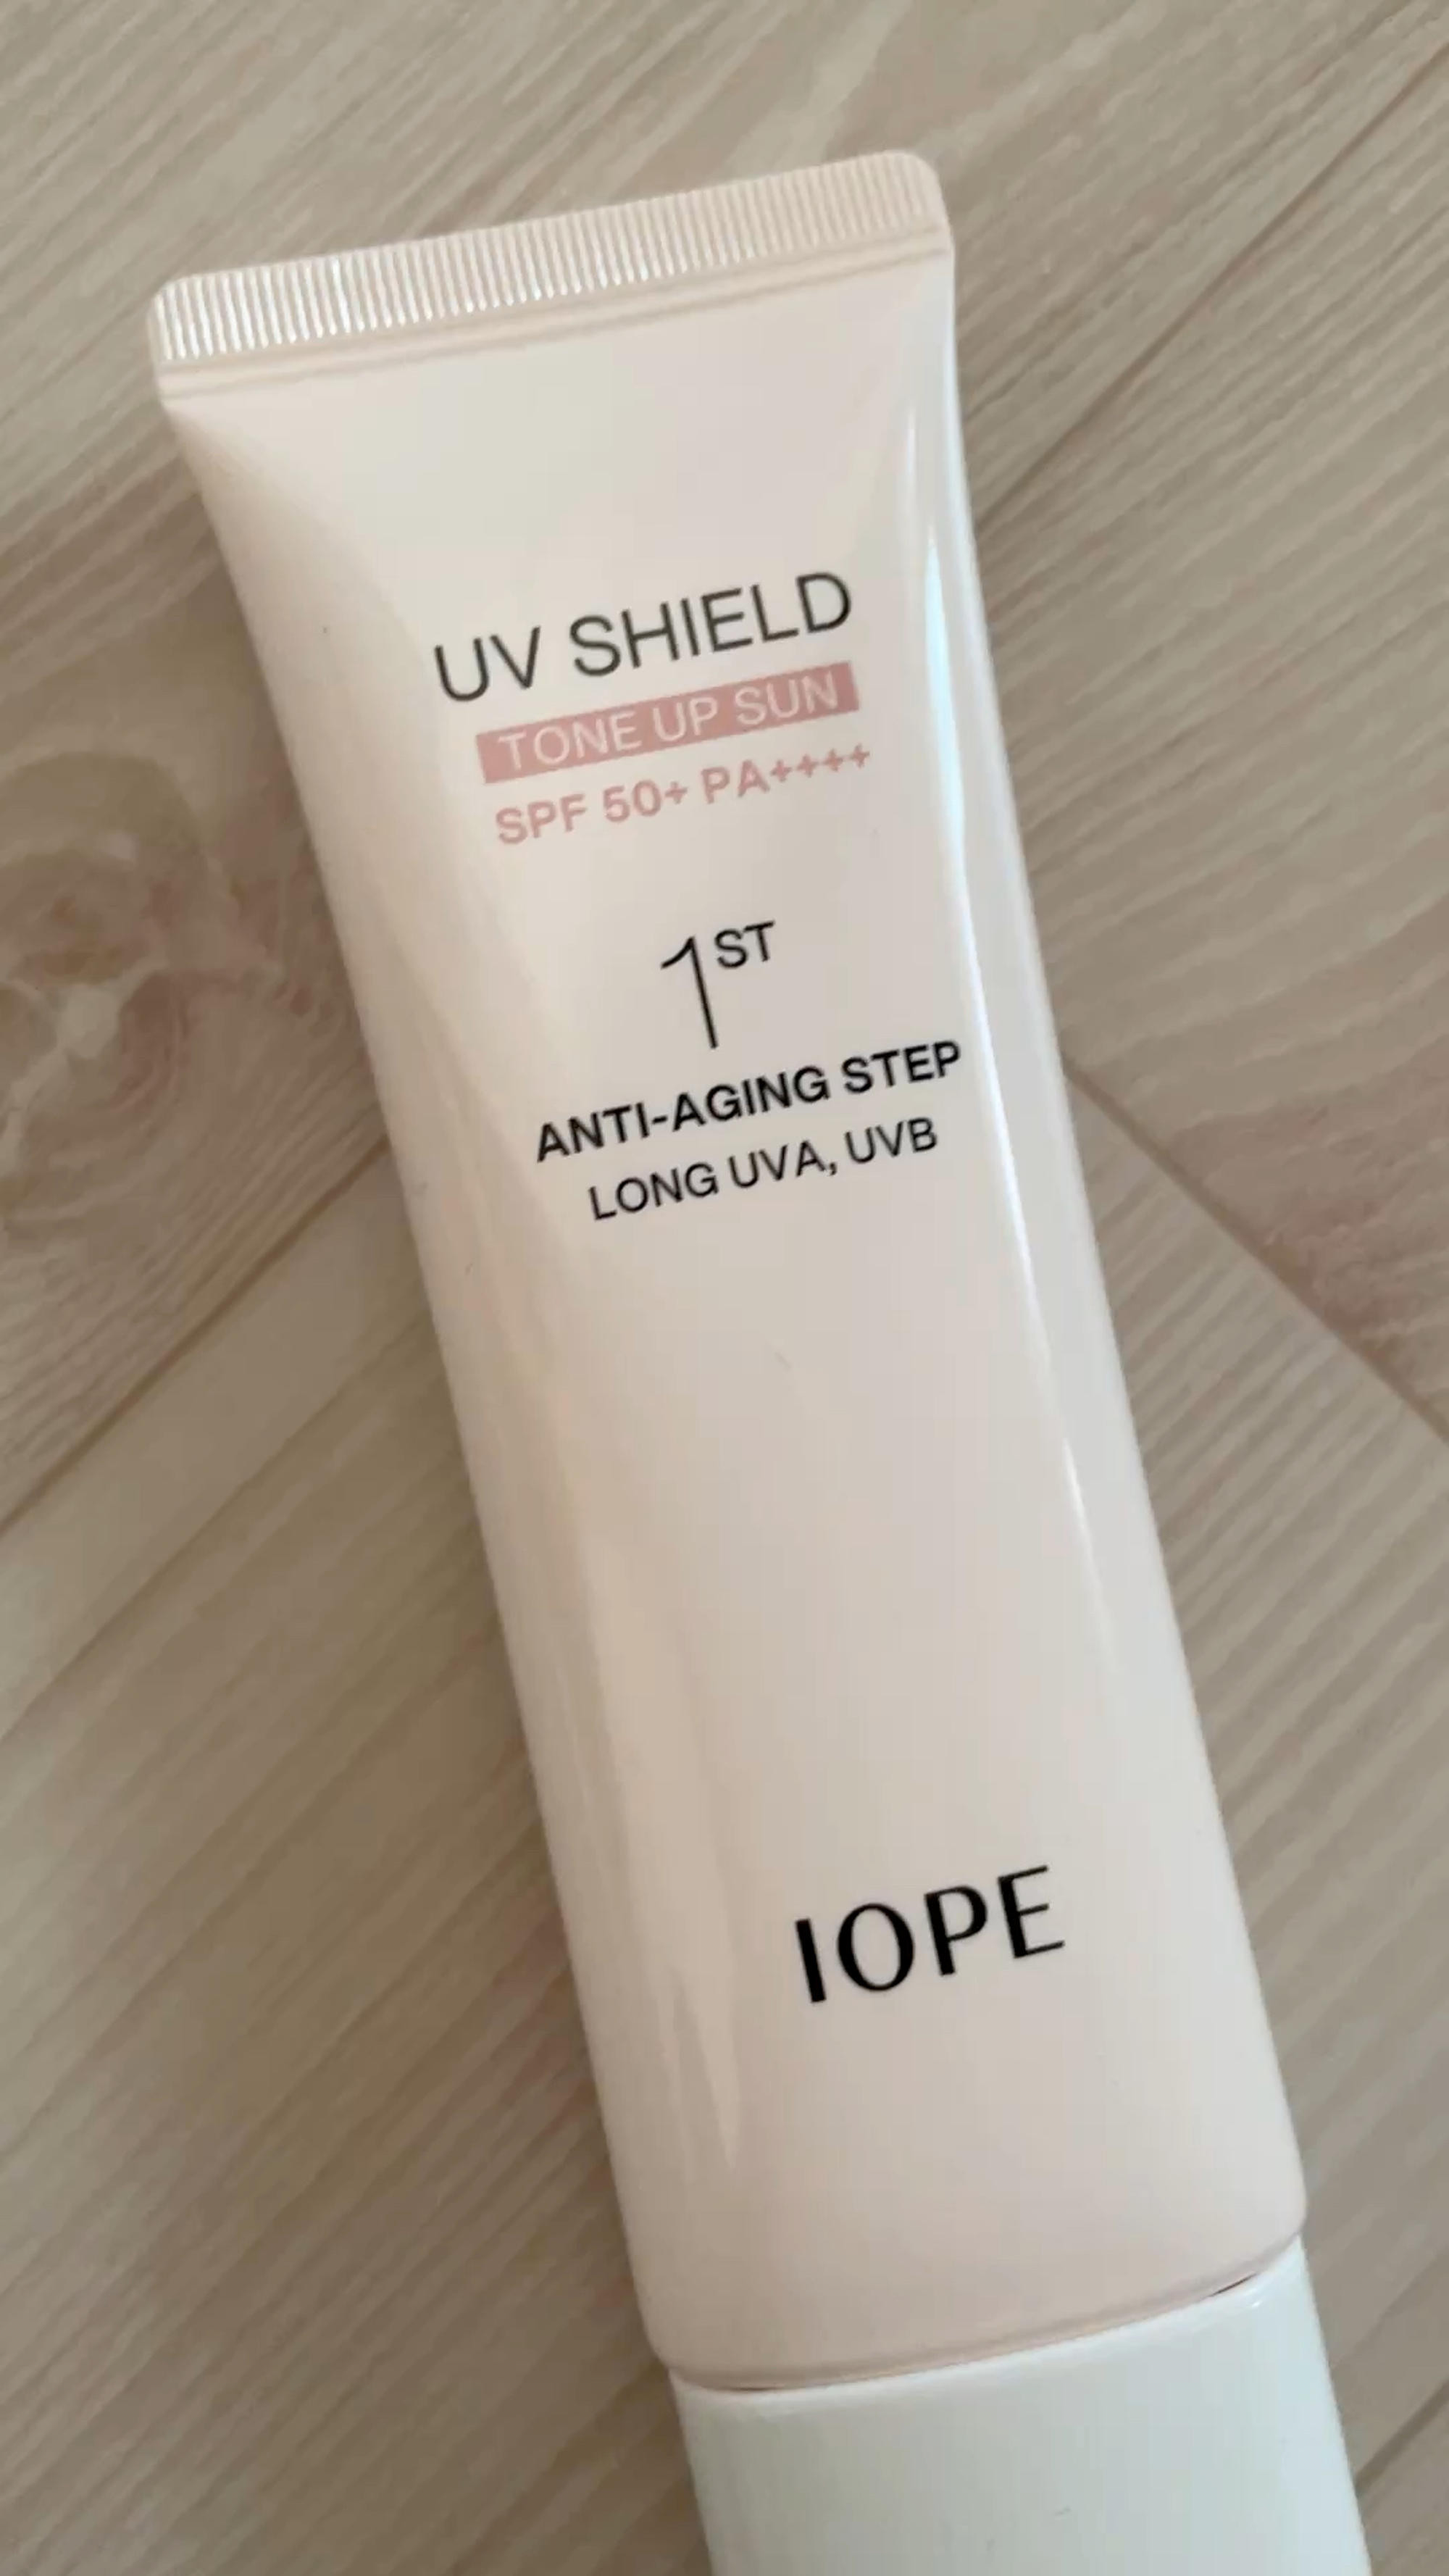 UV SHIELD
TONE UP SUN
SPF 50+ PA++++
1ST
ANTI-AGING STEP
LONG UVA, UVB
IOPE